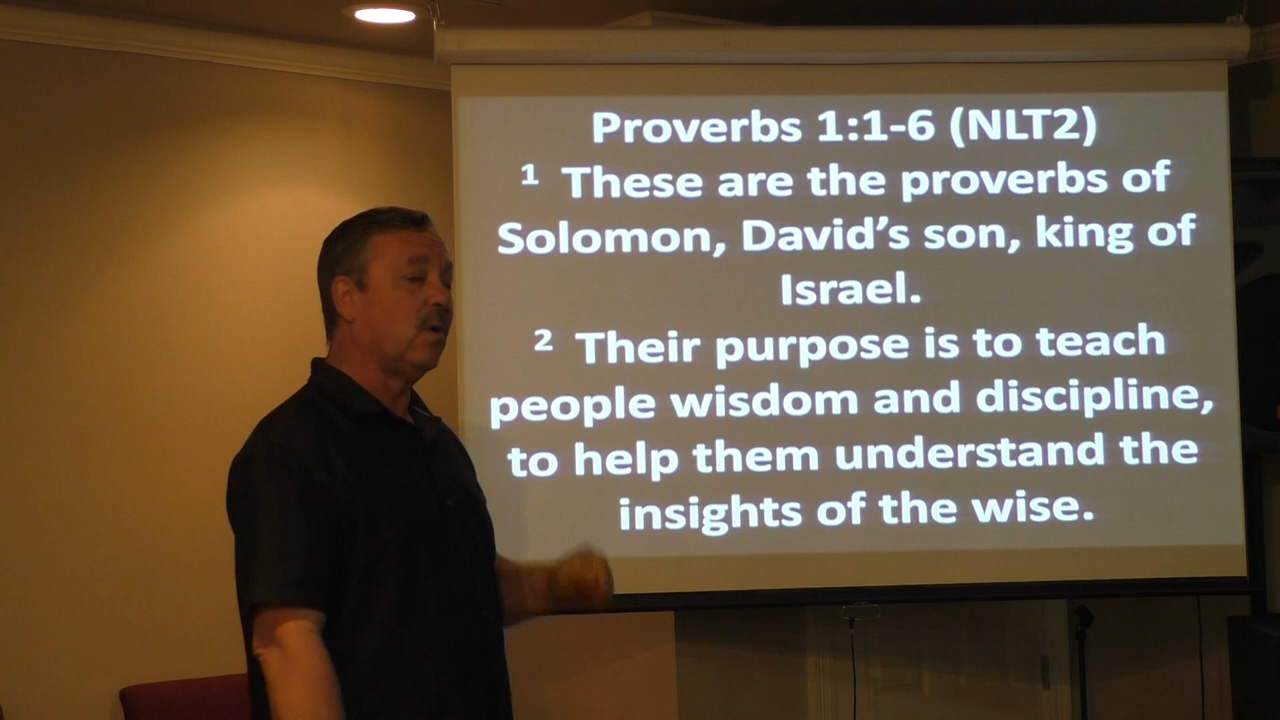 Proverbs 1:1-6 (NLT2)
¹ These are the proverbs of
Solomon, David’s son, king of
Israel.
² Their purpose is to teach
people wisdom and discipline,
to help them understand the
insights of the wise.